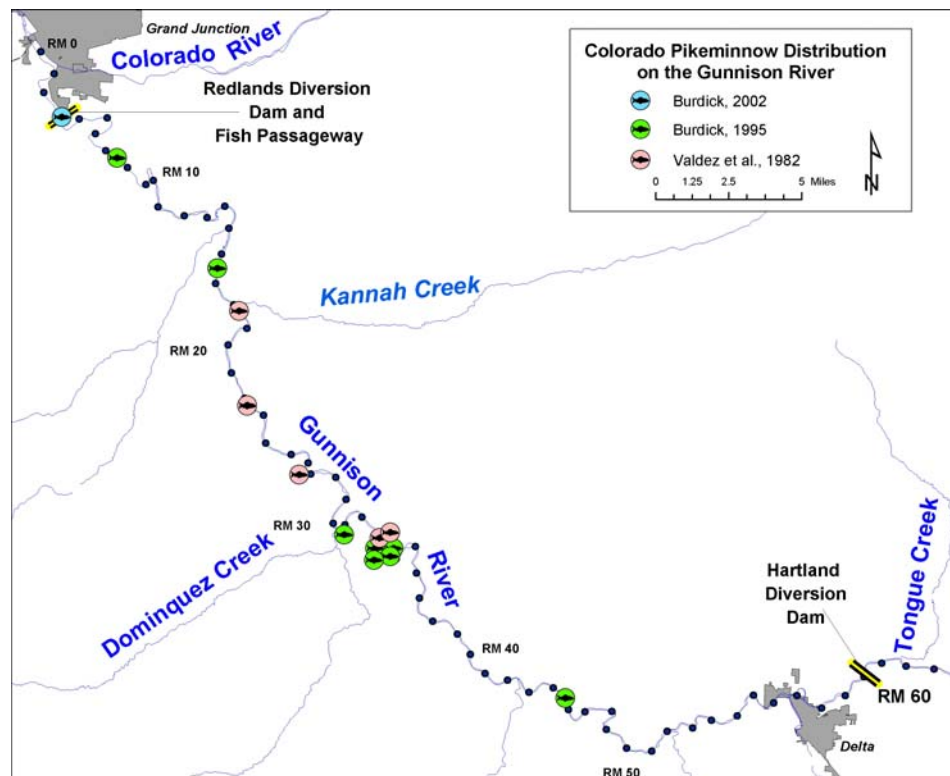 Grand Junction
RM 0
Colorado River
Redlands Diversion
Dam and
Fish Passageway
Colorado Pikeminnow Distribution
on the Gunnison River
Burdick, 2002
Burdick, 1995
Valdez et al., 1982
0 1.25 2.5 5 Miles
N
RM 10
Kannah Creek
RM 20
Gunnison
River
RM 30
Dominquez Creek
Hartland
Diversion
Dam
Tongue Creek
RM 40
RM 60
Delta
RM 50